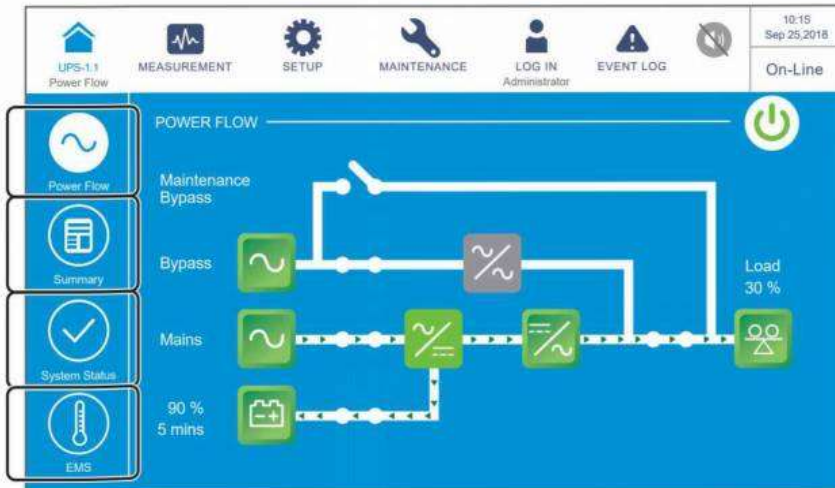 UPS-1.1
Power Flow
MEASUREMENT
SETUP
MAINTENANCE
LOG IN
Administrator
EVENT LOG
10:15
Sep 25,2018
On-Line
Power Flow
Summary
System Status
EMS
POWER FLOW
Maintenance
Bypass
Bypass
Mains
90 %
5 mins
Load
30 %